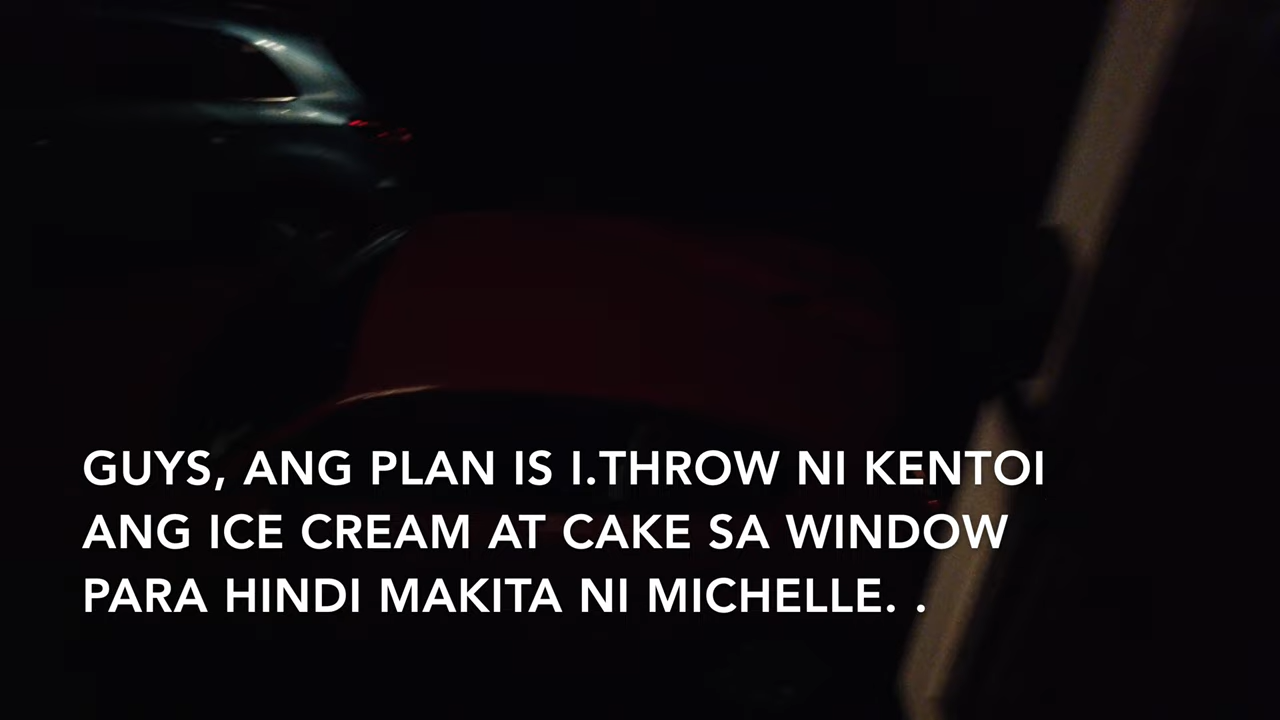 GUYS, ANG PLAN IS I.THROW NI KENTOI
ANG ICE CREAM AT CAKE SA WINDOW
PARA HINDI MAKITA NI MICHELLE. .